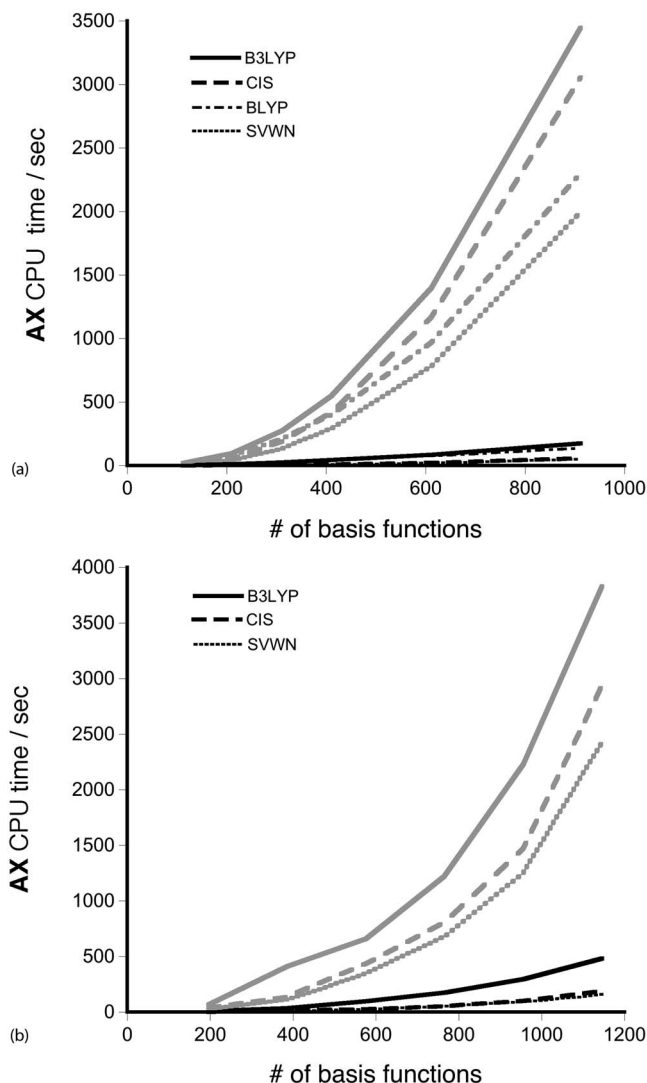 3500
3000
2500
2000
1500
1000
500
0
AX CPU time / sec
B3LYP
CIS
BLYP
SVWN
(a)
0 200 400 600 800 1000
# of basis functions
4000
3500
3000
2500
2000
1500
1000
500
0
AX CPU time / sec
B3LYP
CIS
SVWN
(b)
0 200 400 600 800 1000 1200
# of basis functions